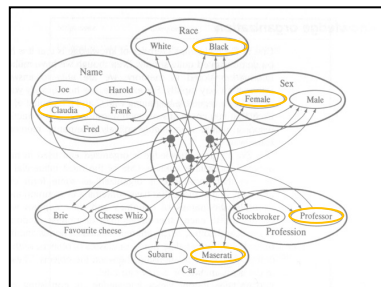 Race
White
Black
Name
Joe
Harold
Claudia
Frank
Fred
Sex
Female
Male
Brie
Cheese Whiz
Favourite cheese
Stockbroker
Professor
Profession
Subaru
Maserati
Car